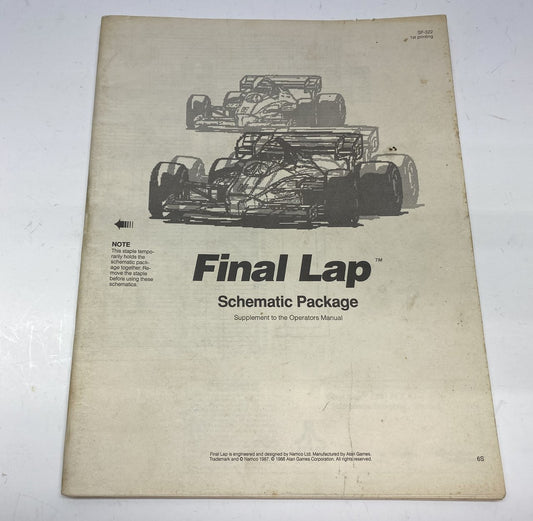 SP-322
1st printing
NOTE
This staple tempo-
rarily holds the
schematic pack-
age together. Re-
move the staple
before using these
schematics.
Final Lap™
Schematic Package
Supplement to the Operators Manual
Final Lap is engineered and designed by Namco Ltd. Manufactured by Atari Games.
Trademark and © Namco 1987. © 1988 Atari Games Corporation. All rights reserved.
6S